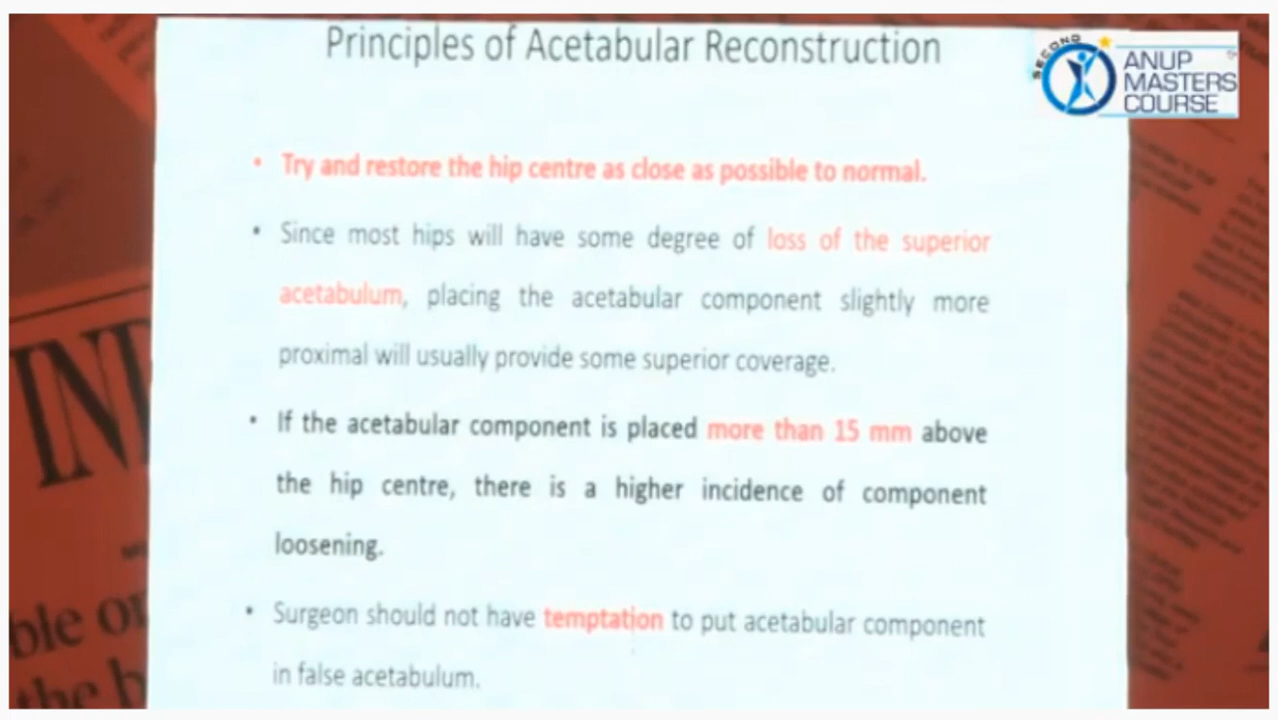 Principles of Acetabular Reconstruction
SECOND
ANUP
MASTERS
COURSE
• Try and restore the hip centre as close as possible to normal.
• Since most hips will have some degree of loss of the superior
acetabulum, placing the acetabular component slightly more
proximal will usually provide some superior coverage.
• If the acetabular component is placed more than 15 mm above
the hip centre, there is a higher incidence of component
loosening.
• Surgeon should not have temptation to put acetabular component
in false acetabulum.
IND
ble or
the b